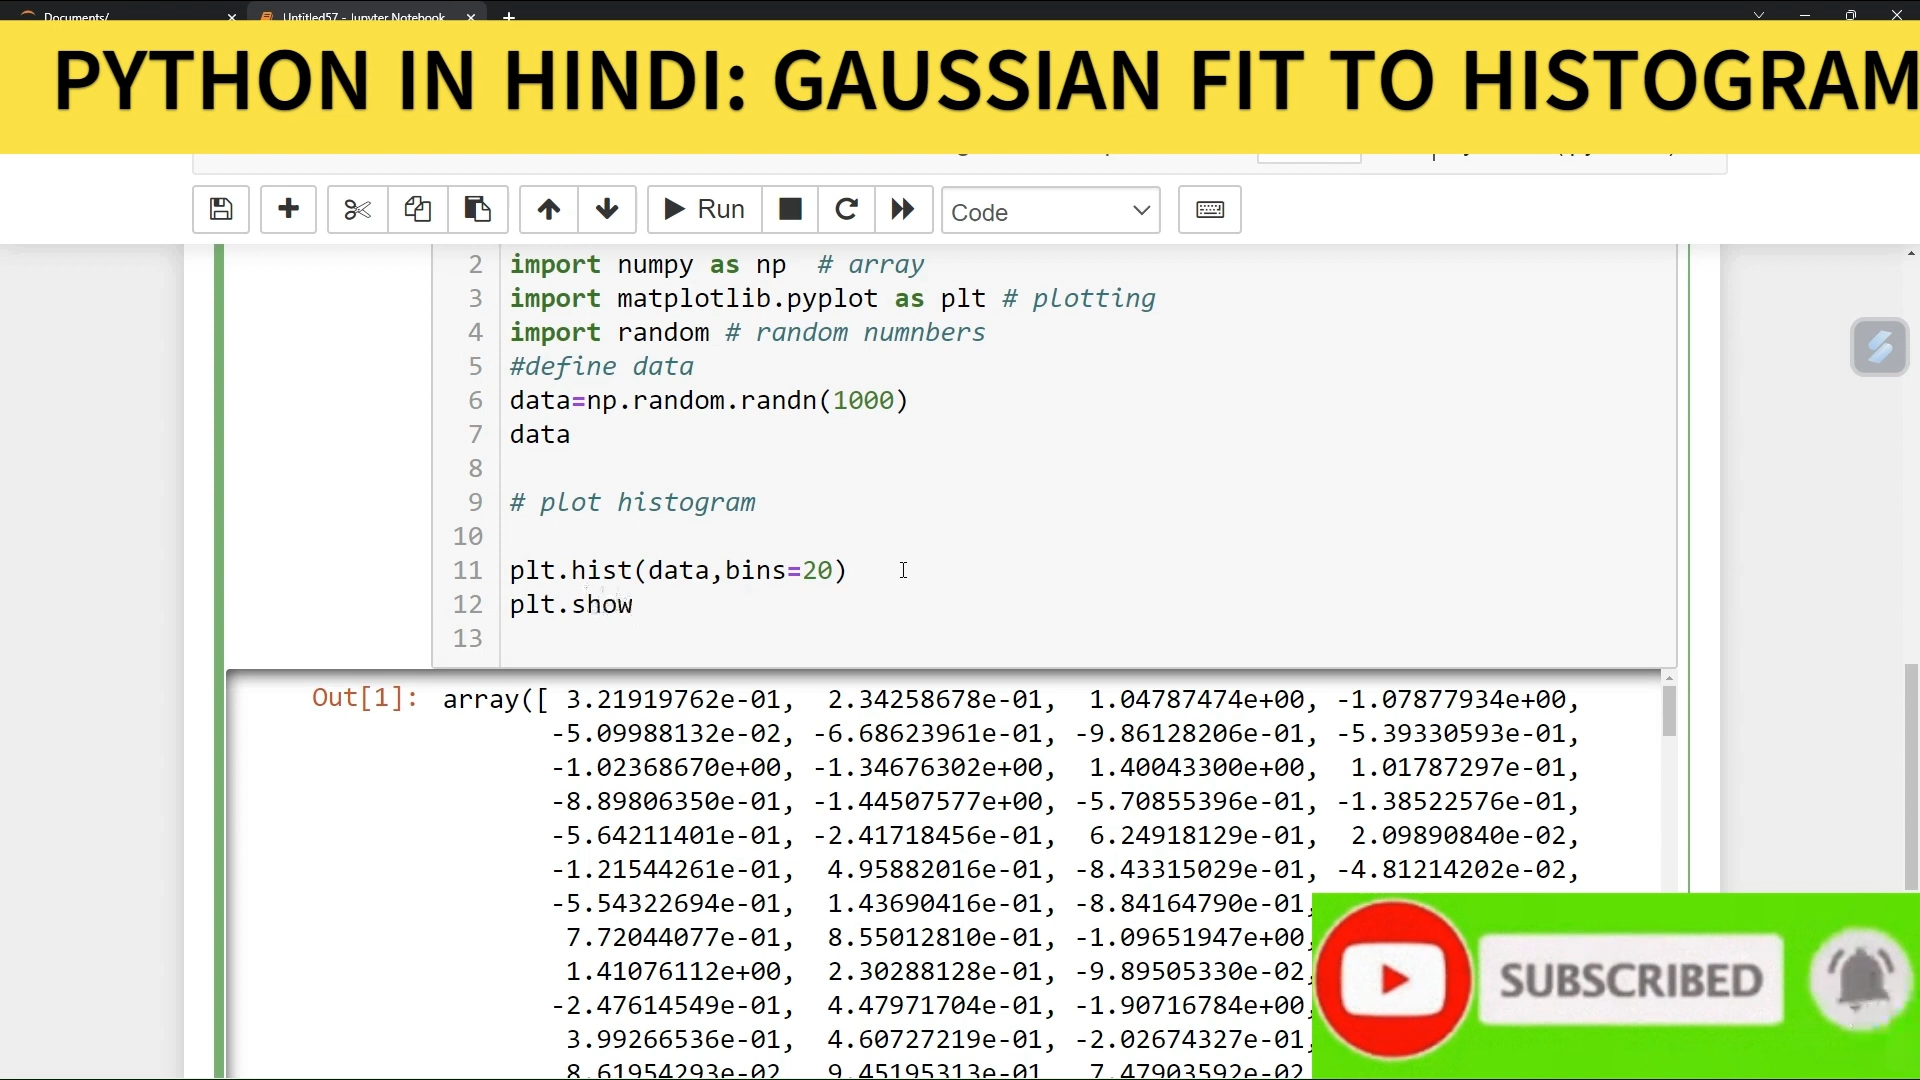 Documents/
Untitled57 - Jupyter Notebook
PYTHON IN HINDI: GAUSSIAN FIT TO HISTOGRAM
Run
Code
2 import numpy as np # array
3 import matplotlib.pyplot as plt # plotting
4 import random # random numnbers
5 #define data
6 data=np.random.randn(1000)
7 data
8
9 # plot histogram
10
11 plt.hist(data,bins=20)
12 plt.show
13
Out[1]: array([ 3.21919762e-01, 2.34258678e-01, 1.04787474e+00, -1.07877934e+00,
-5.09988132e-02, -6.68623961e-01, -9.86128206e-01, -5.39330593e-01,
-1.02368670e+00, -1.34676302e+00, 1.40043300e+00, 1.01787297e-01,
-8.89806350e-01, -1.44507577e+00, -5.70855396e-01, -1.38522576e-01,
-5.64211401e-01, -2.41718456e-01, 6.24918129e-01, 2.09890840e-02,
-1.21544261e-01, 4.95882016e-01, -8.43315029e-01, -4.81214202e-02,
-5.54322694e-01, 1.43690416e-01, -8.84164790e-01,
7.72044077e-01, 8.55012810e-01, -1.09651947e+00,
1.41076112e+00, 2.30288128e-01, -9.89505330e-02,
-2.47614549e-01, 4.47971704e-01, -1.90716784e+00,
3.99266536e-01, 4.60727219e-01, -2.02674327e-01,
8.61954293e-02 9.45195313e-01 7.47903592e-02
SUBSCRIBED